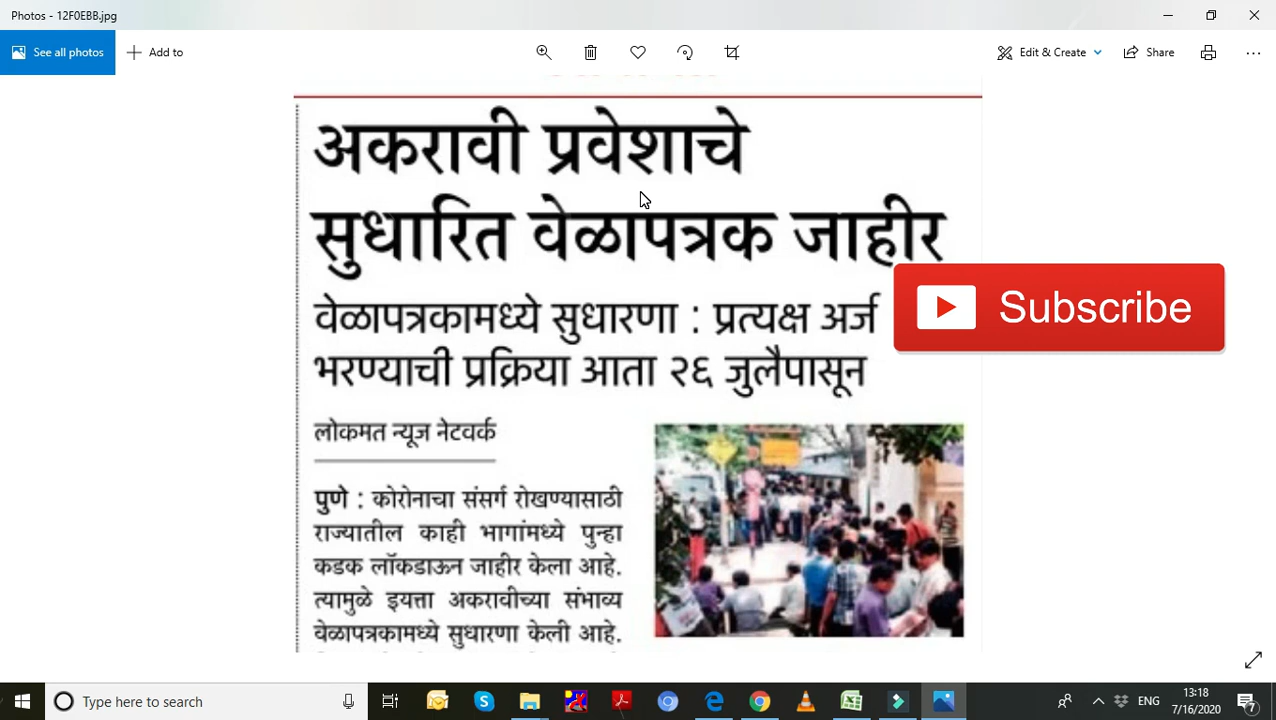 Photos - 12F0EBB.jpg
See all photos
Add to
Edit & Create
Share
अकरावी प्रवेशाचे
सुधारित वेळापत्रक जाहीर
वेळापत्रकामध्ये सुधारणा : प्रत्यक्ष अर्ज
भरण्याची प्रक्रिया आता २६ जुलैपासून
Subscribe
लोकमत न्यूज नेटवर्क
पुणे : कोरोनाचा संसर्ग रोखण्यासाठी
राज्यातील काही भागांमध्ये पुन्हा
कडक लॉकडाऊन जाहीर केला आहे.
त्यामुळे इयत्ता अकरावीच्या संभाव्य
वेळापत्रकामध्ये सुधारणा केली आहे.
Type here to search
ENG
13:18
7/16/2020
7